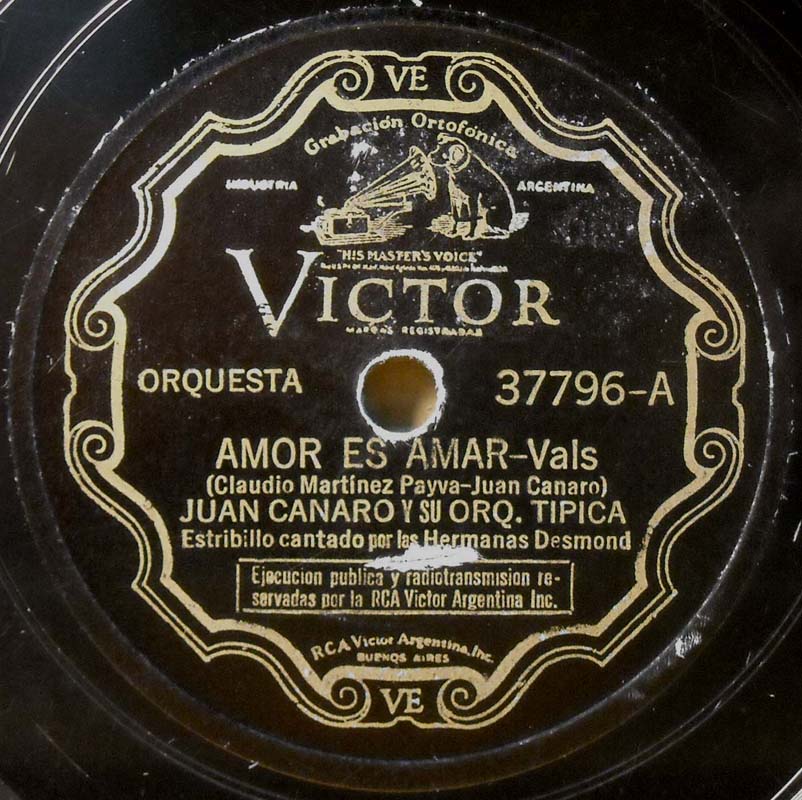 VE
Grabación Ortofónica
INDUSTRIA ARGENTINA
"HIS MASTER'S VOICE"
VICTOR
MARCAS REGISTRADAS
ORQUESTA 37796-A
AMOR ES AMAR-Vals
(Claudio Martínez Payva-Juan Canaro)
JUAN CANARO Y SU ORQ. TIPICA
Estribillo cantado por las Hermanas Desmond
Ejecucion publica y radiotransmision re-
servadas por la RCA Victor Argentina Inc.
RCA Victor Argentina, Inc.
BUENOS AIRES
VE